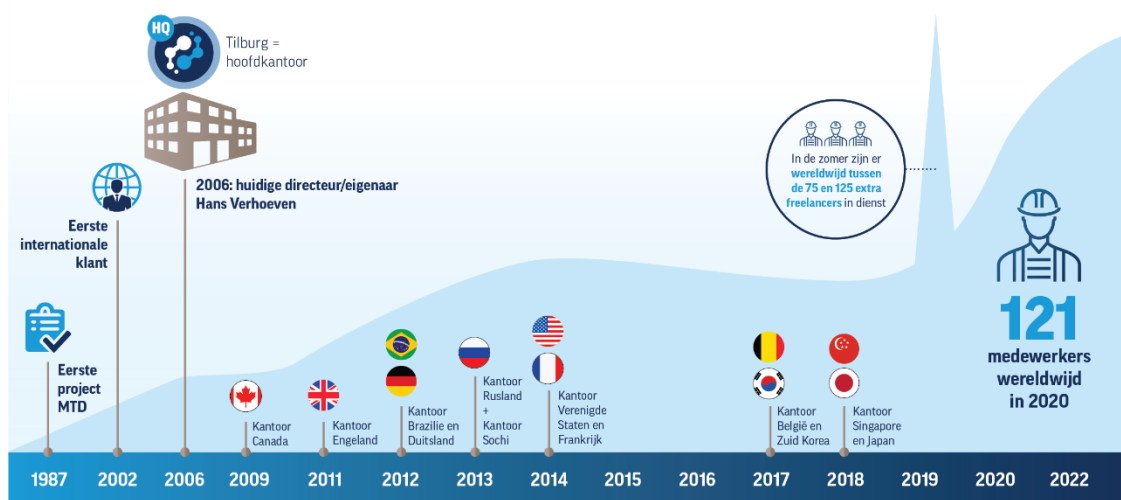 HQ
Tilburg =
hoofdkantoor
2006: huidige directeur/eigenaar
Hans Verhoeven
Eerste
internationale
klant
Eerste
project
MTD
In de zomer zijn er
wereldwijd tussen
de 75 en 125 extra
freelancers in dienst
121
medewerkers
wereldwijd
in 2020
Kantoor
Canada
Kantoor
Engeland
Kantoor
Brazilie en
Duitsland
Kantoor
Rusland
+
Kantoor
Sochi
Kantoor
Verenigde
Staten en
Frankrijk
Kantoor
België en
Zuid Korea
Kantoor
Singapore
en Japan
1987 2002 2006 2009 2011 2012 2013 2014 2015 2016 2017 2018 2019 2020 2022